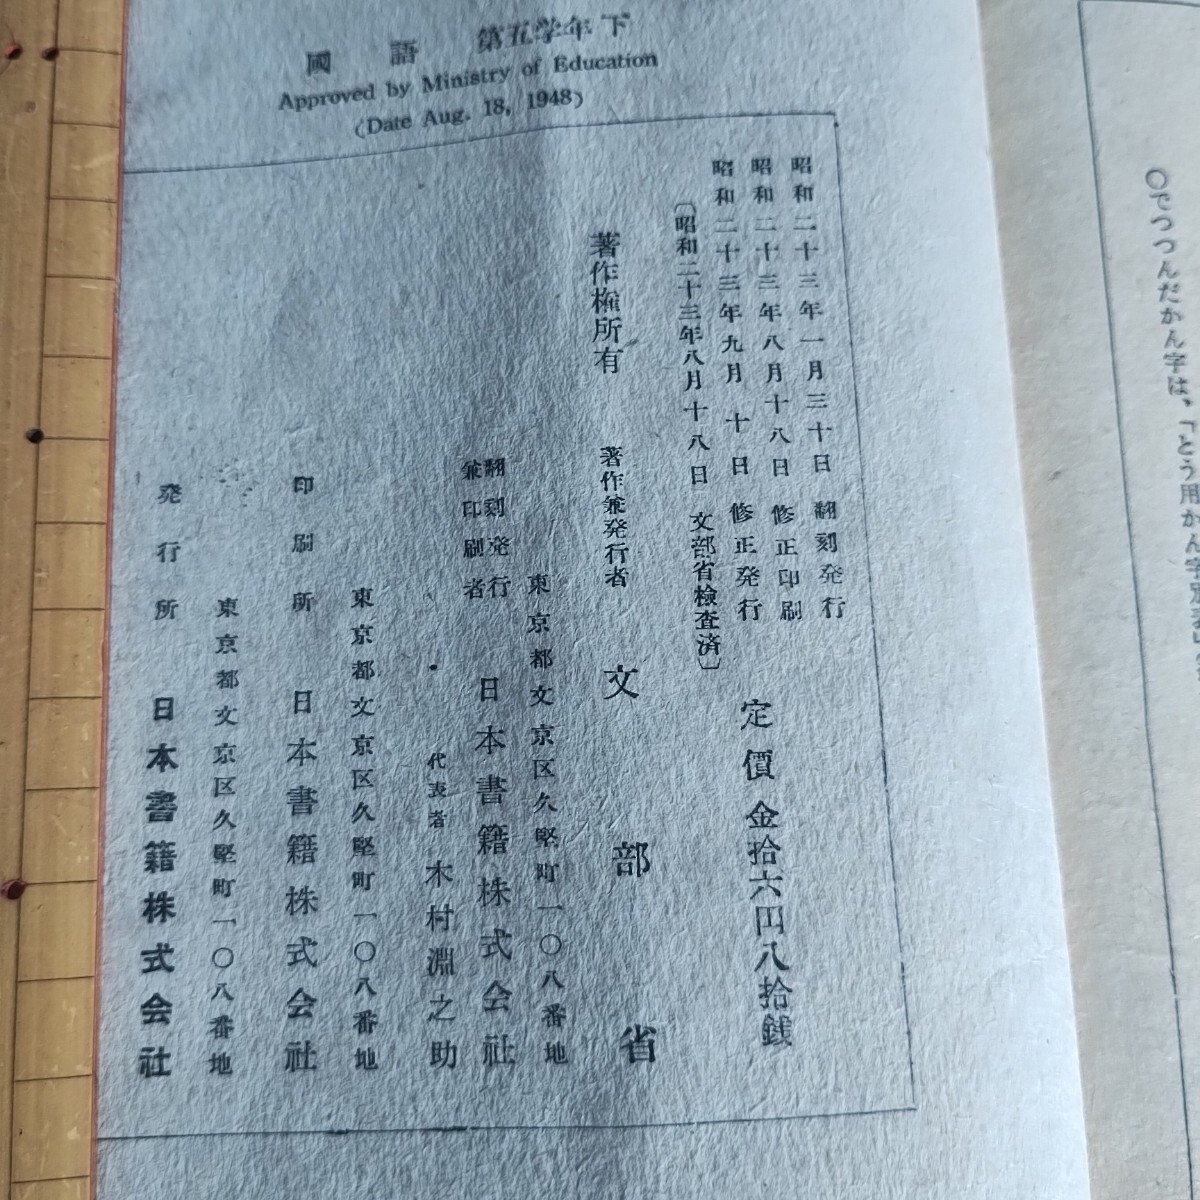 國語 第五学年 下
Approved by Ministry of Education
(Date Aug. 18, 1948)
昭和二十三年一月三十日 翻刻発行
昭和二十三年八月十八日 修正印刷
昭和二十三年九月十日 修正発行
〔昭和二十三年八月十八日 文部省検査済〕
定價 金拾六円八拾銭
著作権所有
著作兼発行者 文部省
東京都文京区久堅町一〇八番地
翻刻発行
兼印刷者
日本書籍株式会社
代表者 木村淵之助
東京都文京区久堅町一〇八番地
印刷所 日本書籍株式会社
東京都文京区久堅町一〇八番地
発行所 日本書籍株式会社
〇でつつんだかん字は、「とう用かん字別